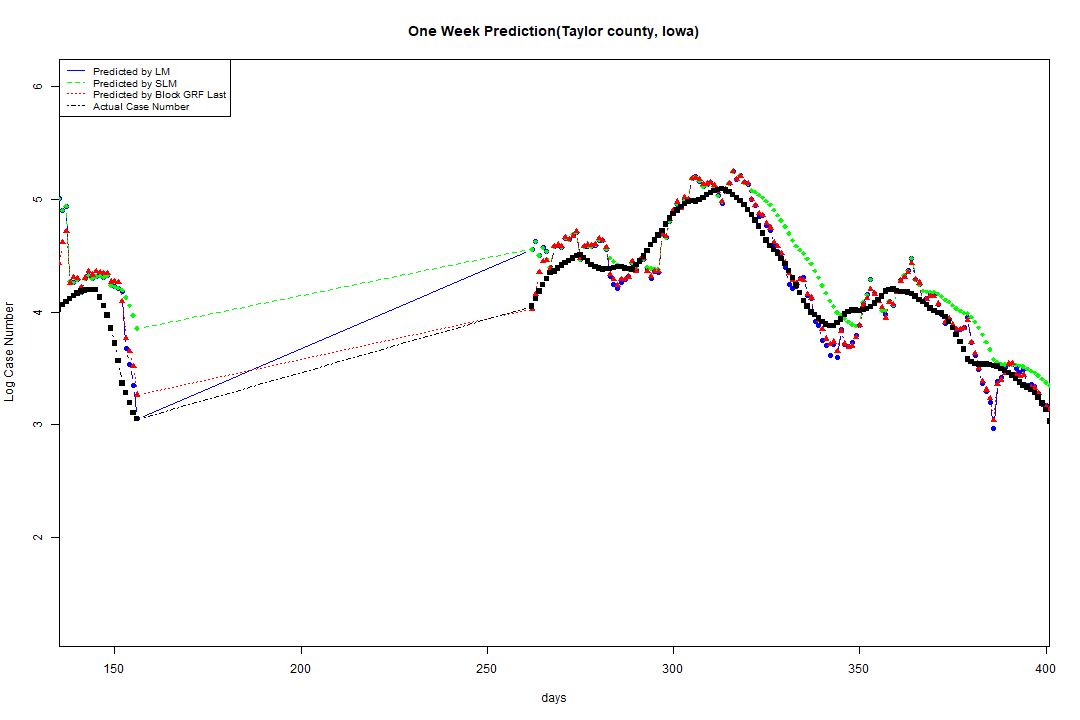 One Week Prediction(Taylor county, Iowa)
Predicted by LM
Predicted by SLM
Predicted by Block GRF Last
Actual Case Number
6
5
4
3
2
Log Case Number
150 200 250 300 350 400
days